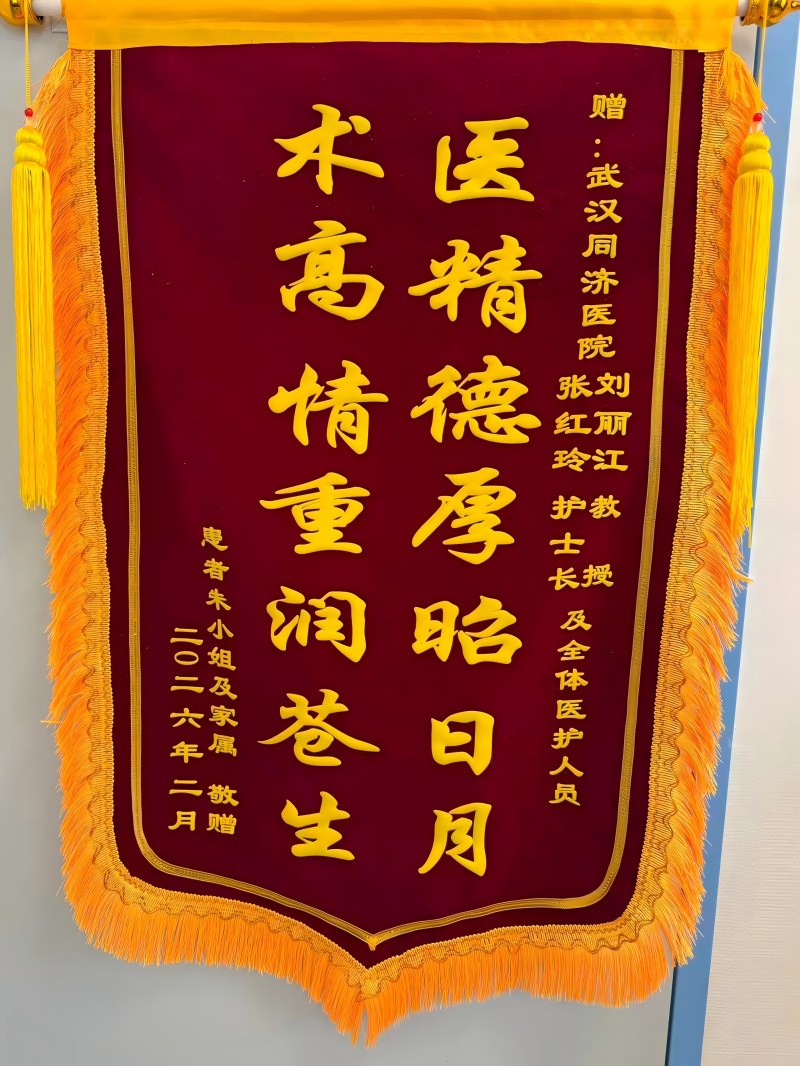 赠：武汉同济医院
刘丽江 教授
张红玲 护士长
及全体医护人员
医精德厚昭日月
术高情重润苍生
患者朱小姐及家属 敬赠
二〇二六年二月